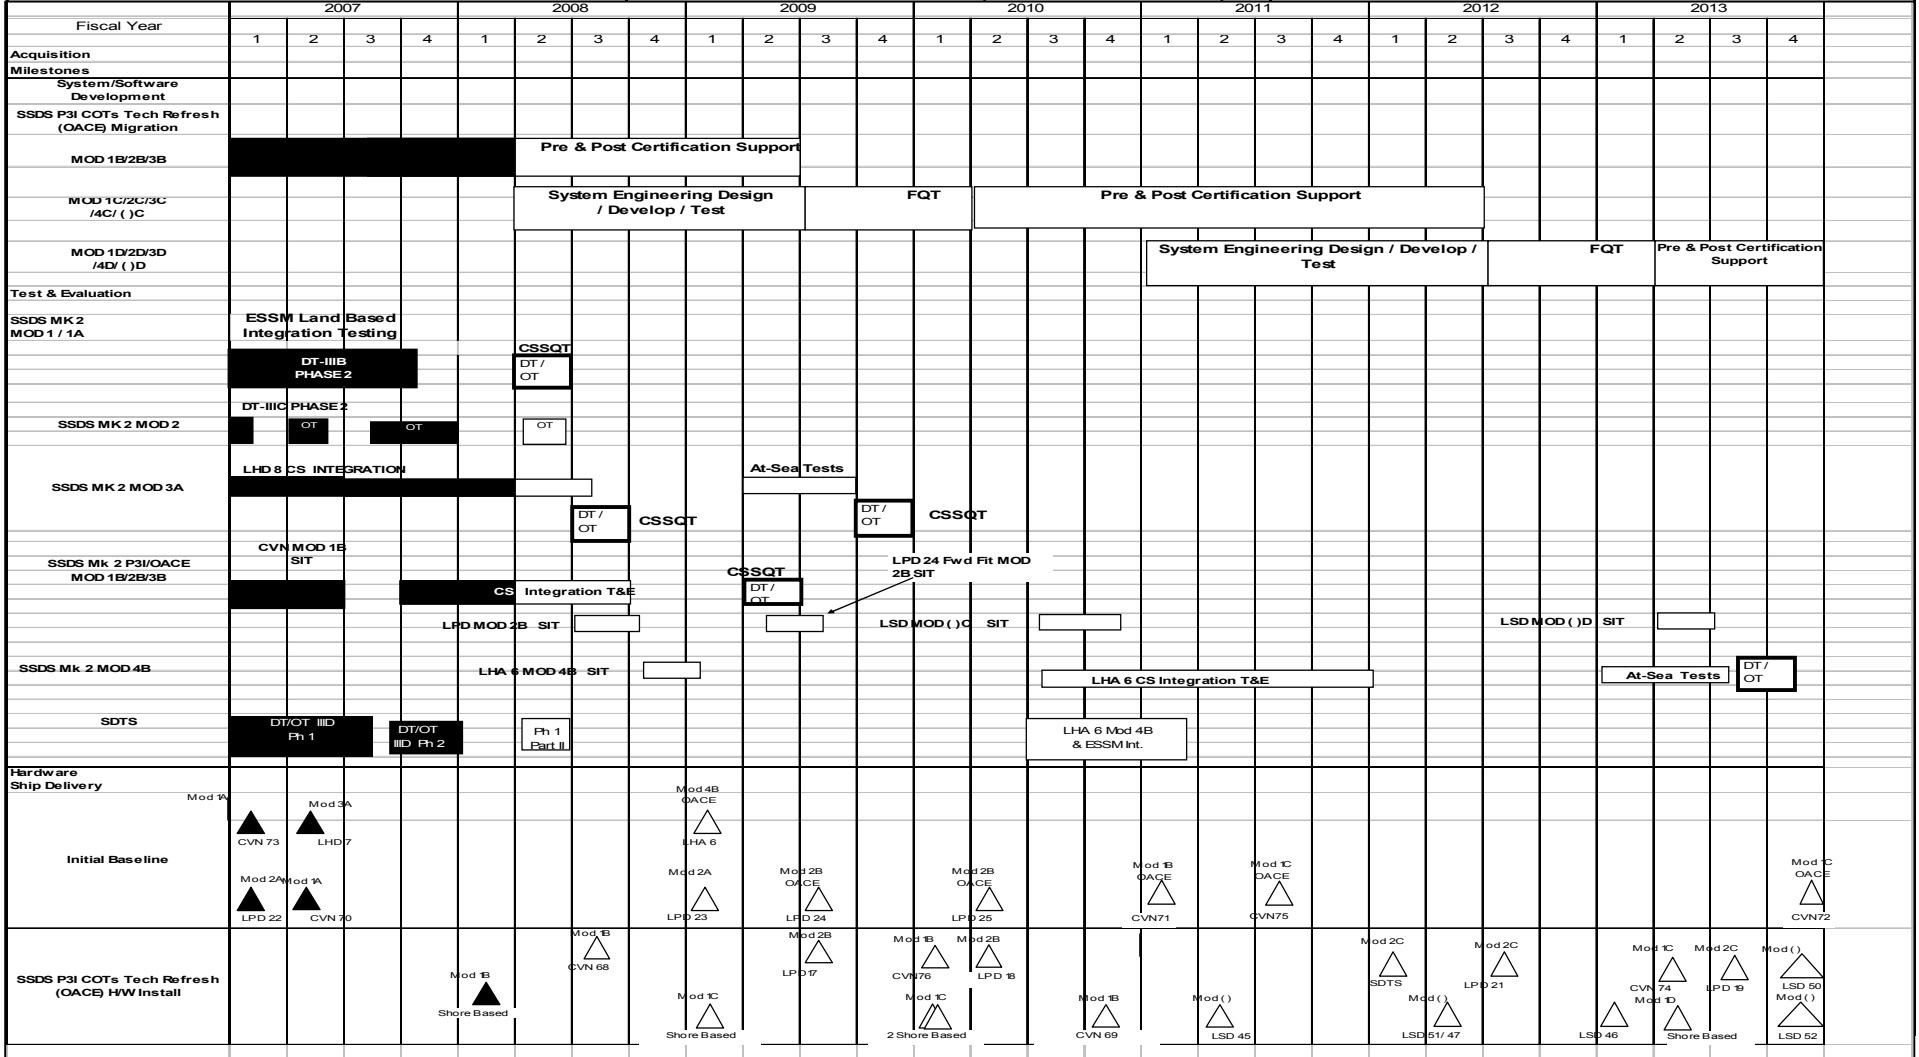 2007 2008 2009 2010 2011 2012 2013
Fiscal Year
1 2 3 4 1 2 3 4 1 2 3 4 2 3 4 1 2 3 4 1 2 3 4 1 2 3 4
Acquisition
Milestones
System/Software
Development
SSDS P3I COTs Tech Refresh
(OACE) Migration
MOD 1B/2B/3B
Pre & Post Certification Support
MOD 1C/2C/3C
/4C/ ( )C
System Engineering Design
/ Develop / Test
FQT
Pre & Post Certification Support
MOD 1D/2D/3D
/4D/ ( )D
System Engineering Design / Develop /
Test
FQT
Pre & Post Certification
Support
Test & Evaluation
SSDS MK 2
MOD 1 / 1A
ESSM Land Based
Integration Testing
DT-IIIB
PHASE 2
CSSQT
DT /
OT
DT-IIIC PHASE 2
SSDS MK 2 MOD 2
OT
OT
OT
LHD 8 CS INTEGRATION
At-Sea Tests
SSDS MK 2 MOD 3A
DT /
OT
CSSQT
DT /
OT
CSSQT
CVN MOD 1B
SIT
SSDS Mk 2 P3I/OACE
MOD 1B/2B/3B
CS Integration T&E
CSSQT
DT /
OT
LPD 24 Fwd Fit MOD
2B SIT
LPD MOD 2B SIT
LSD MOD ( )C SIT
LSD MOD ( )D SIT
SSDS Mk 2 MOD 4B
LHA 6 MOD 4B SIT
LHA 6 CS Integration T&E
At-Sea Tests
DT /
OT
SDTS
DT/OT IIID
Ph 1
DT/OT
IIID Ph 2
Ph 1
Part II
LHA 6 Mod 4B
& ESSM Int.
Hardware
Ship Delivery
Mod 1A
CVN 73
Mod 3A
LHD 7
Mod 4B
OACE
LHA 6
Initial Baseline
Mod 2A
LPD 22
Mod 1A
CVN 70
Mod 2A
LPD 23
Mod 2B
OACE
LPD 24
Mod 2B
OACE
LPD 25
Mod 1B
OACE
CVN71
Mod 1C
OACE
CVN75
Mod 1C
OACE
CVN72
SSDS P3I COTs Tech Refresh
(OACE) H/W Install
Mod 1B
Shore Based
Mod 1B
CVN 68
Mod 1C
Shore Based
Mod 2B
LPD 17
Mod 1B
CVN76
Mod 2B
LPD 18
Mod 1C
2 Shore Based
Mod 1B
CVN 69
Mod ( )
LSD 45
Mod 2C
SDTS
Mod ( )
LSD 51/ 47
Mod 2C
LPD 21
LSD 46
Mod 1C
CVN 74
Mod 1D
Shore Based
Mod 2C
LPD 19
Mod ( )
LSD 50
Mod ( )
LSD 52